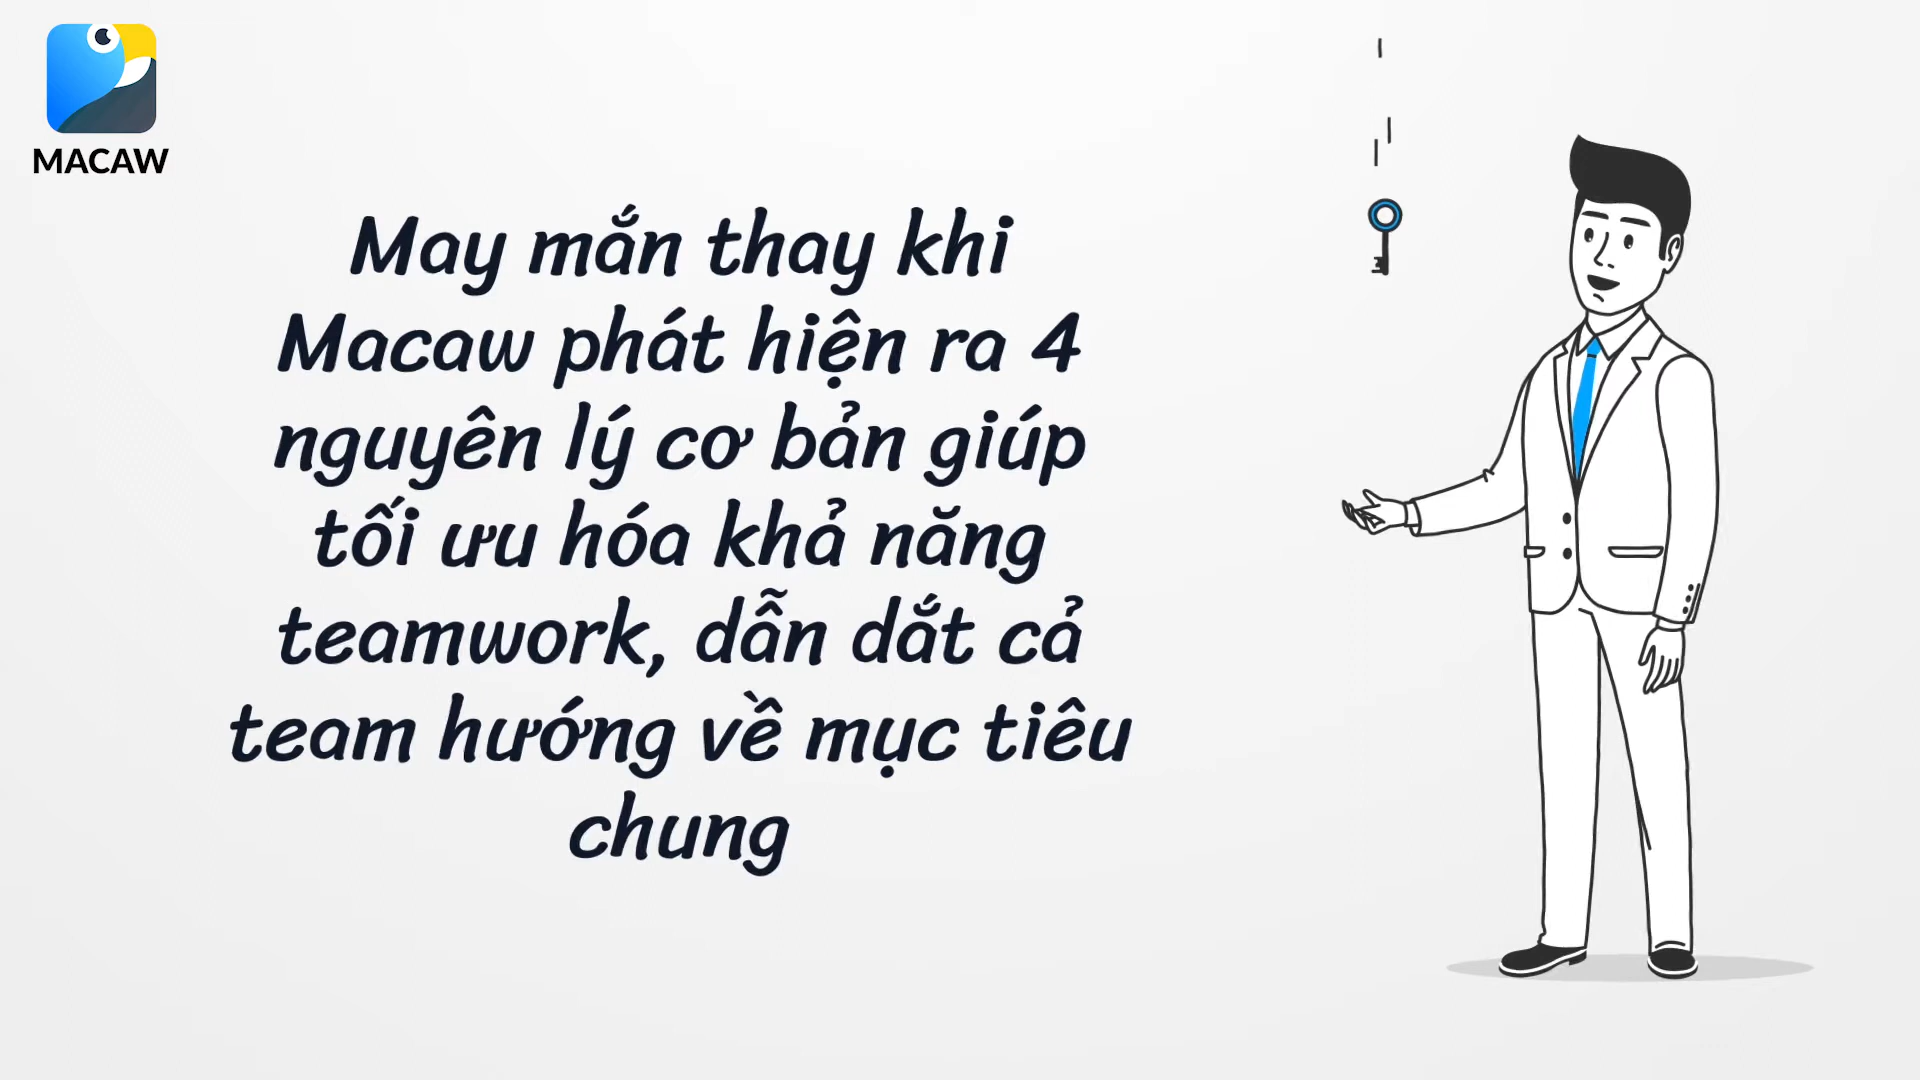 MACAW
May mắn thay khi
Macaw phát hiện ra 4
nguyên lý cơ bản giúp
tối ưu hóa khả năng
teamwork, dẫn dắt cả
team hướng về mục tiêu
chung